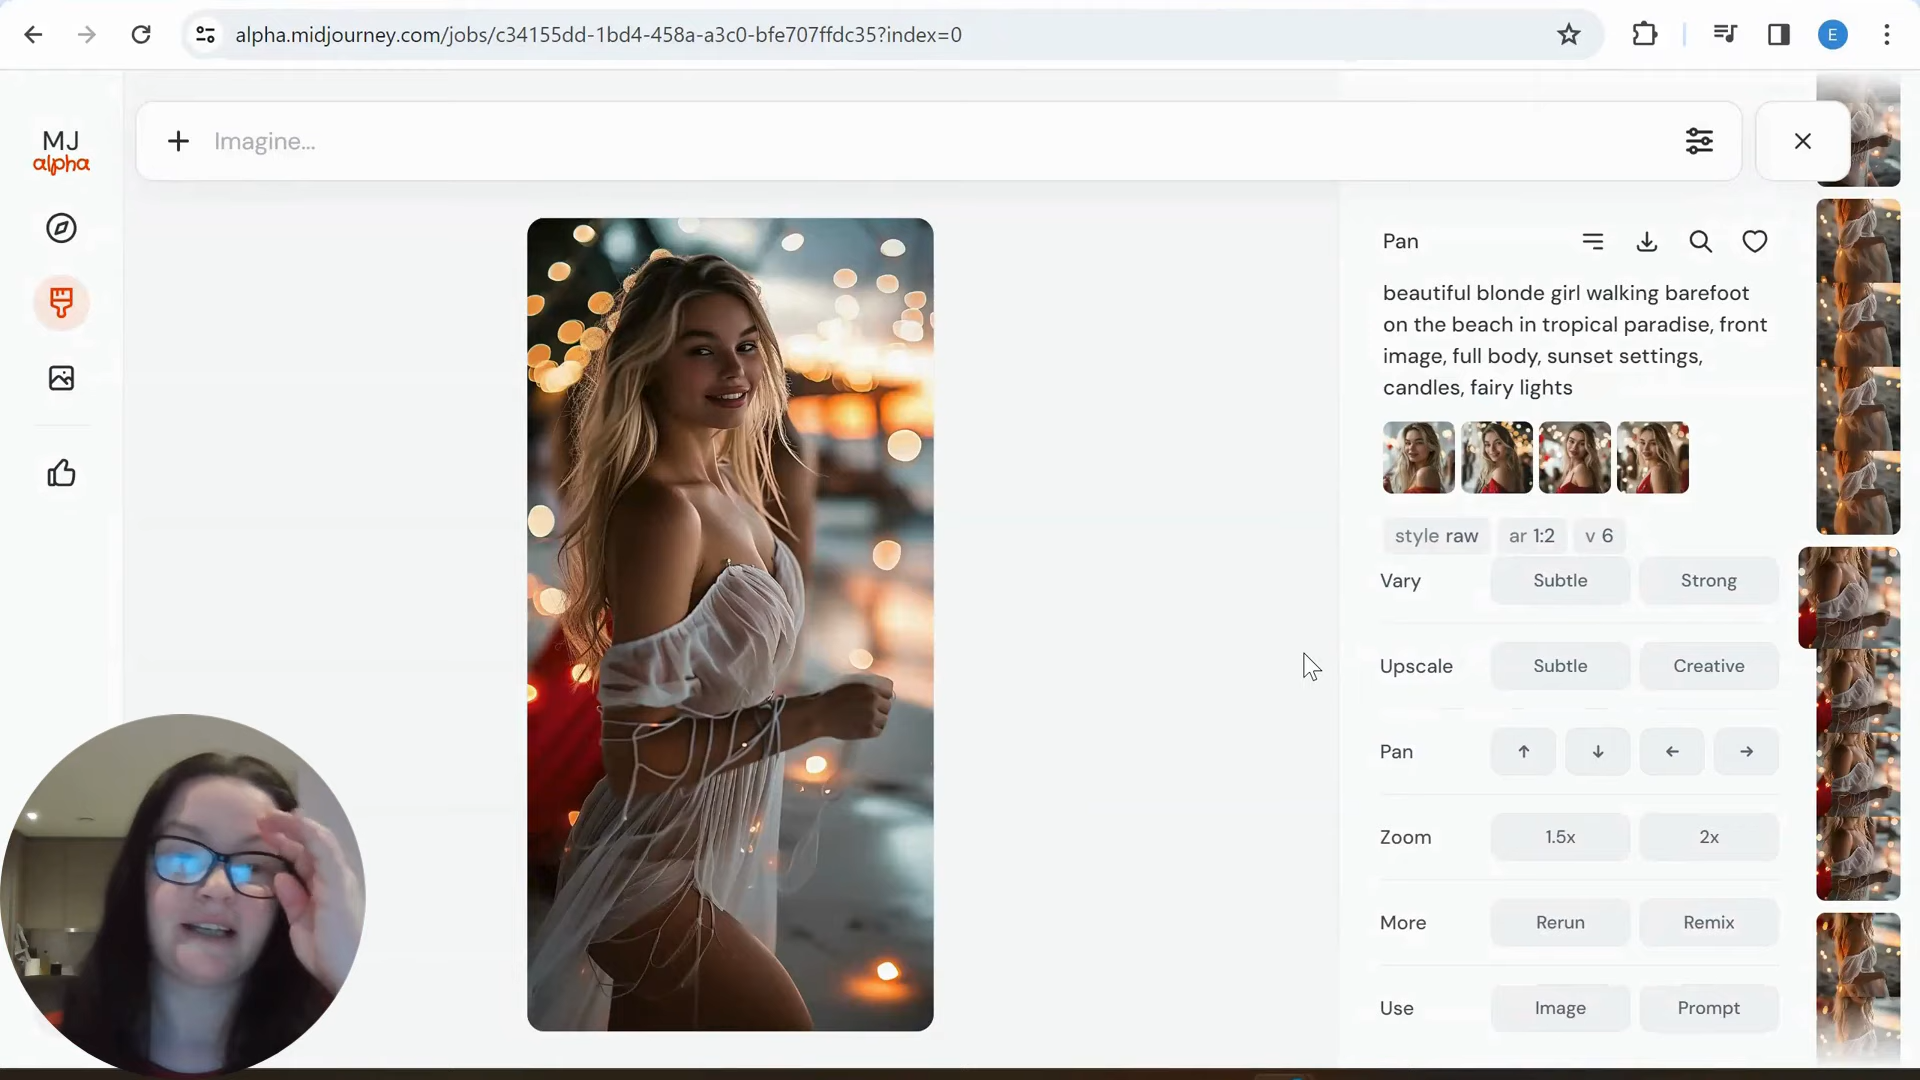 alpha.midjourney.com/jobs/c34155dd-1bd4-458a-a3c0-bfe707ffdc35?index=0
E
MJ
alpha
Imagine...
Pan
beautiful blonde girl walking barefoot
on the beach in tropical paradise, front
image, full body, sunset settings,
candles, fairy lights
style raw ar 1:2 v 6
Vary Subtle Strong
Upscale Subtle Creative
Pan
Zoom 1.5x 2x
More Rerun Remix
Use Image Prompt